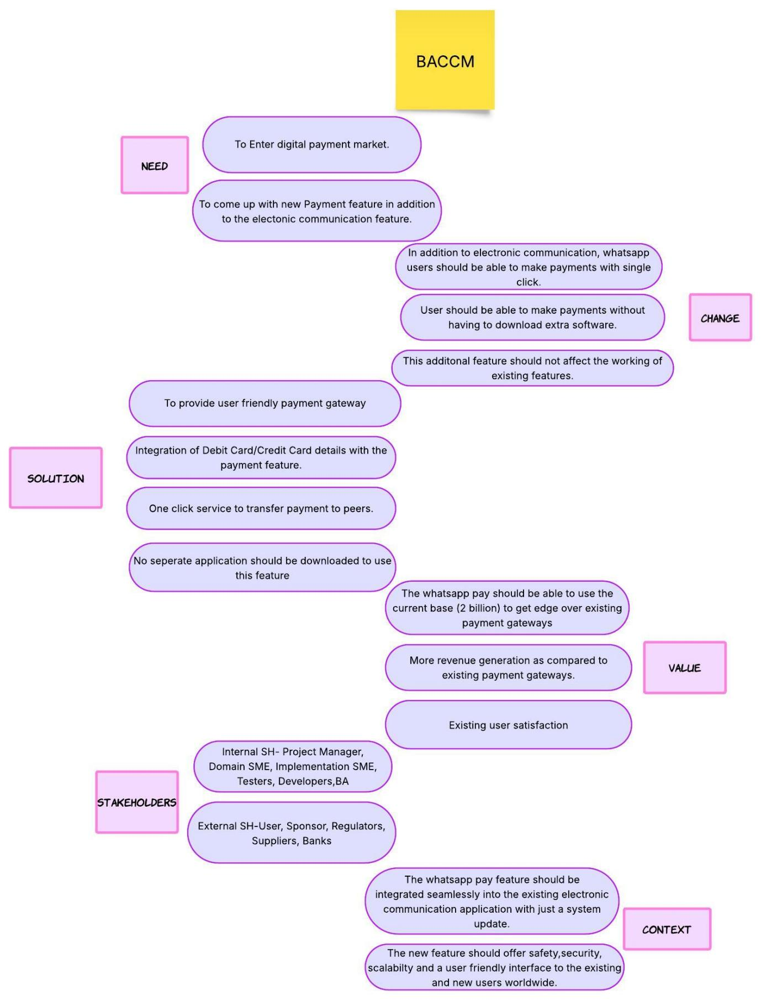 BACCM
NEED
To Enter digital payment market.
To come up with new Payment feature in addition
to the electonic communication feature.
In addition to electronic communication, whatsapp
users should be able to make payments with single
click.
CHANGE
User should be able to make payments without
having to download extra software.
This additonal feature should not affect the working of
existing features.
SOLUTION
To provide user friendly payment gateway
Integration of Debit Card/Credit Card details with the
payment feature.
One click service to transfer payment to peers.
No seperate application should be downloaded to use
this feature
The whatsapp pay should be able to use the
current base (2 billion) to get edge over existing
payment gateways
VALUE
More revenue generation as compared to
existing payment gateways.
Existing user satisfaction
STAKEHOLDERS
Internal SH- Project Manager,
Domain SME, Implementation SME,
Testers, Developers,BA
External SH-User, Sponsor, Regulators,
Suppliers, Banks
The whatsapp pay feature should be
integrated seamlessly into the existing electronic
communication application with just a system
update.
CONTEXT
The new feature should offer safety,security,
scalabilty and a user friendly interface to the existing
and new users worldwide.